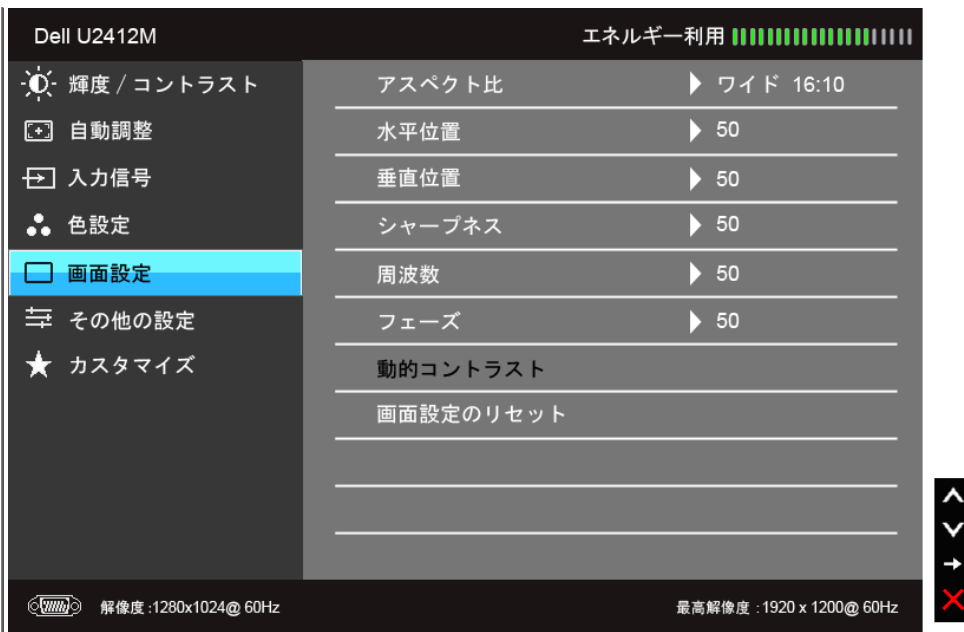 Dell U2412M
エネルギー利用
輝度 / コントラスト
自動調整
入力信号
色設定
画面設定
その他の設定
カスタマイズ
アスペクト比 ワイド 16:10
水平位置 50
垂直位置 50
シャープネス 50
周波数 50
フェーズ 50
動的コントラスト
画面設定のリセット
解像度 :1280x1024@ 60Hz
最高解像度 : 1920 x 1200@ 60Hz